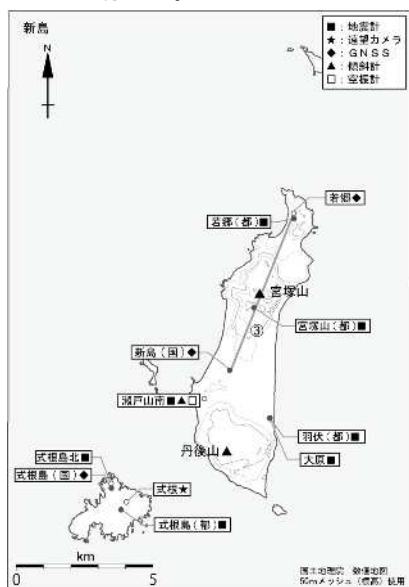 新島
N
■：地震計
★：遠望カメラ
◆：GNSS
▲：傾斜計
□：空振計
若郷◆
若郷(都)■
宮塚山
宮塚山(都)■
③
新島(国)◆
瀬戸山南■▲□
羽伏(都)■
大原■
丹後山▲
式根島北■
式根島(国)◆
式根★
式根島(都)■
km
0
5
国土地理院 数値地図
50mメッシュ(標高)使用